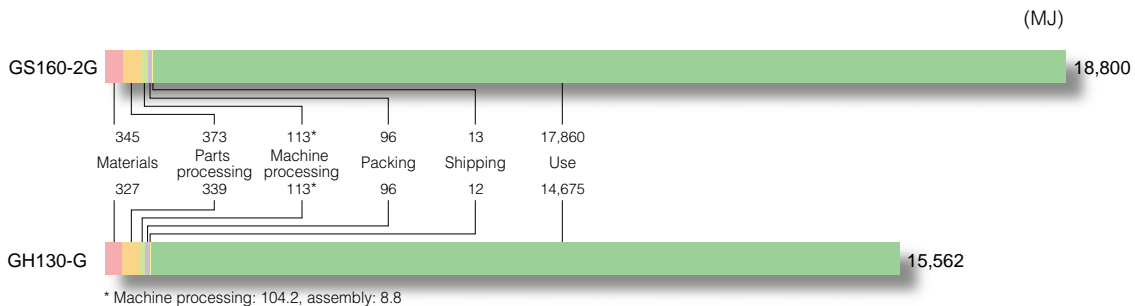 (MJ)
GS160-2G 18,800
345 373 113* 96 13 17,860
Materials Parts processing Machine processing Packing Shipping Use
327 339 113* 96 12 14,675
GH130-G 15,562
* Machine processing: 104.2, assembly: 8.8